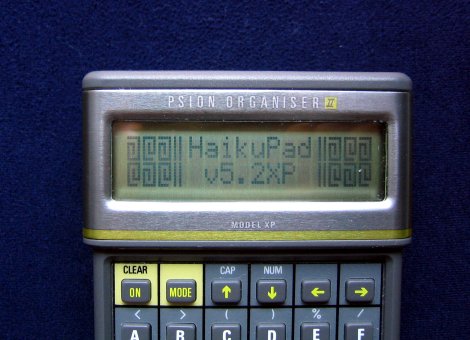 PSION ORGANISER II
HaikuPad
v5.2XP
MODEL XP
CLEAR CAP NUM
ON MODE ↑ ↓ ← →
< > ( ) % /
A B C D E F